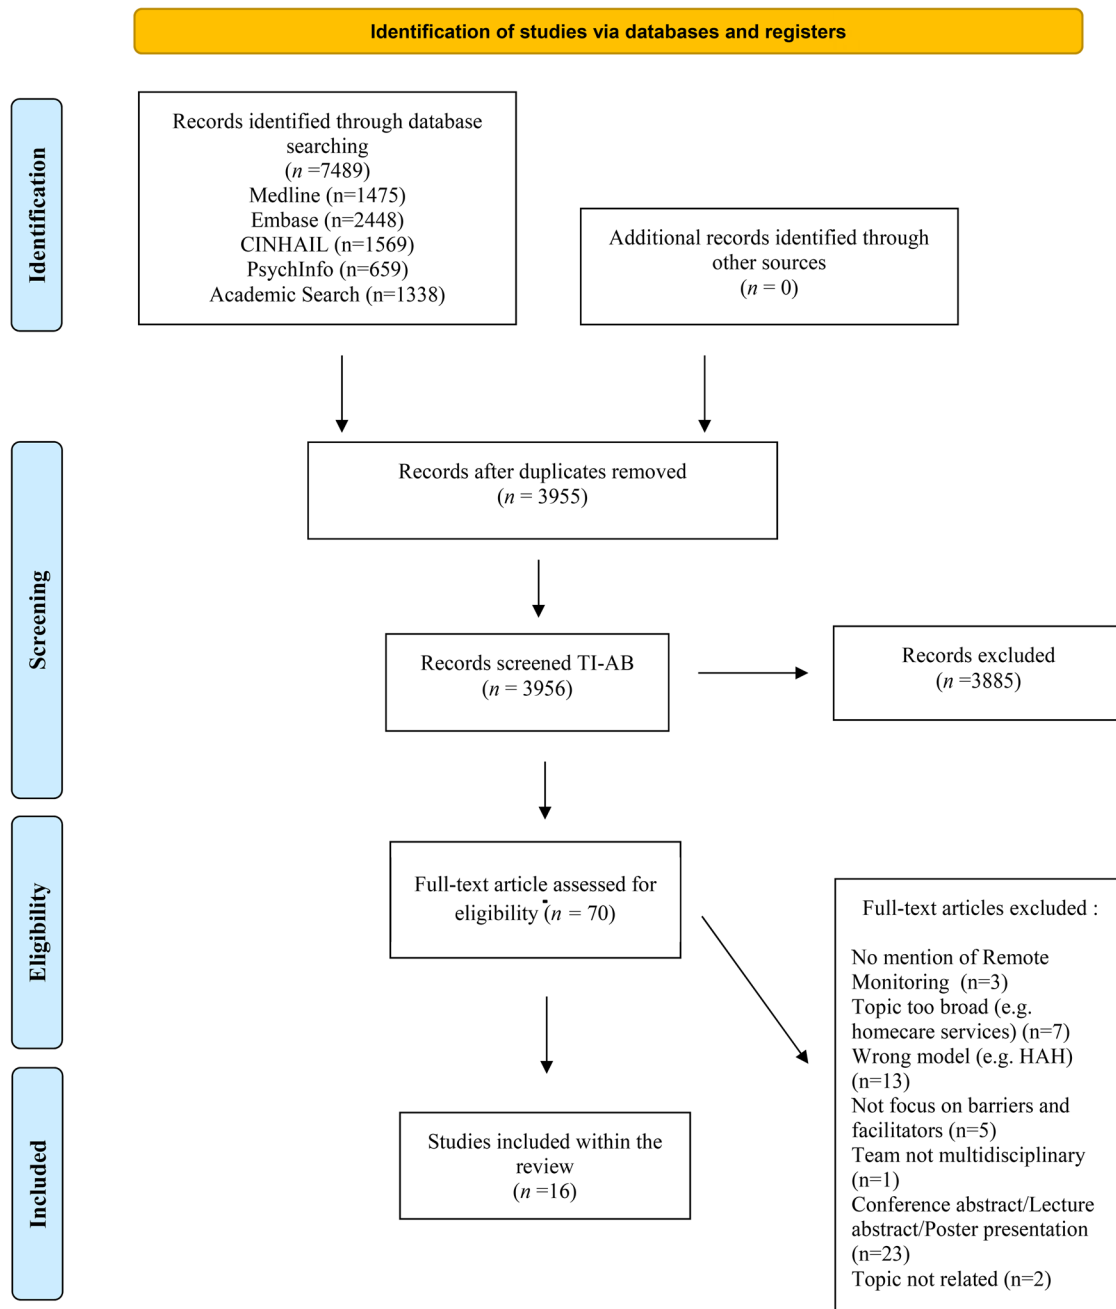 Identification of studies via databases and registers
Identification
Records identified through database
searching
(n =7489)
Medline (n=1475)
Embase (n=2448)
CINHAIL (n=1569)
PsychInfo (n=659)
Academic Search (n=1338)
Additional records identified through
other sources
(n = 0)
Screening
Records after duplicates removed
(n = 3955)
Records screened TI-AB
(n = 3956)
Records excluded
(n =3885)
Eligibility
Full-text article assessed for
eligibility (n = 70)
Full-text articles excluded :
No mention of Remote
Monitoring (n=3)
Topic too broad (e.g.
homecare services) (n=7)
Wrong model (e.g. HAH)
(n=13)
Not focus on barriers and
facilitators (n=5)
Team not multidisciplinary
(n=1)
Conference abstract/Lecture
abstract/Poster presentation
(n=23)
Topic not related (n=2)
Included
Studies included within the
review
(n =16)